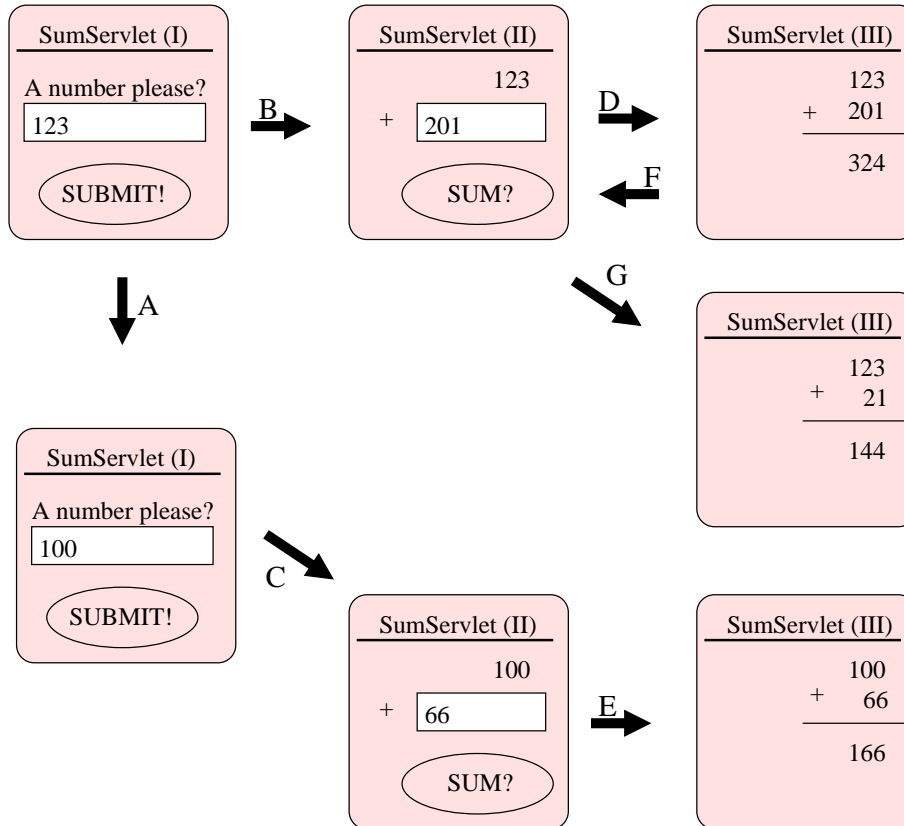 SumServlet (I)
A number please?
123
SUBMIT!
B
SumServlet (II)
123
+ 201
SUM?
D
F
SumServlet (III)
123
+ 201
324
A
G
SumServlet (III)
123
+ 21
144
SumServlet (I)
A number please?
100
SUBMIT!
C
SumServlet (II)
100
+ 66
SUM?
E
SumServlet (III)
100
+ 66
166